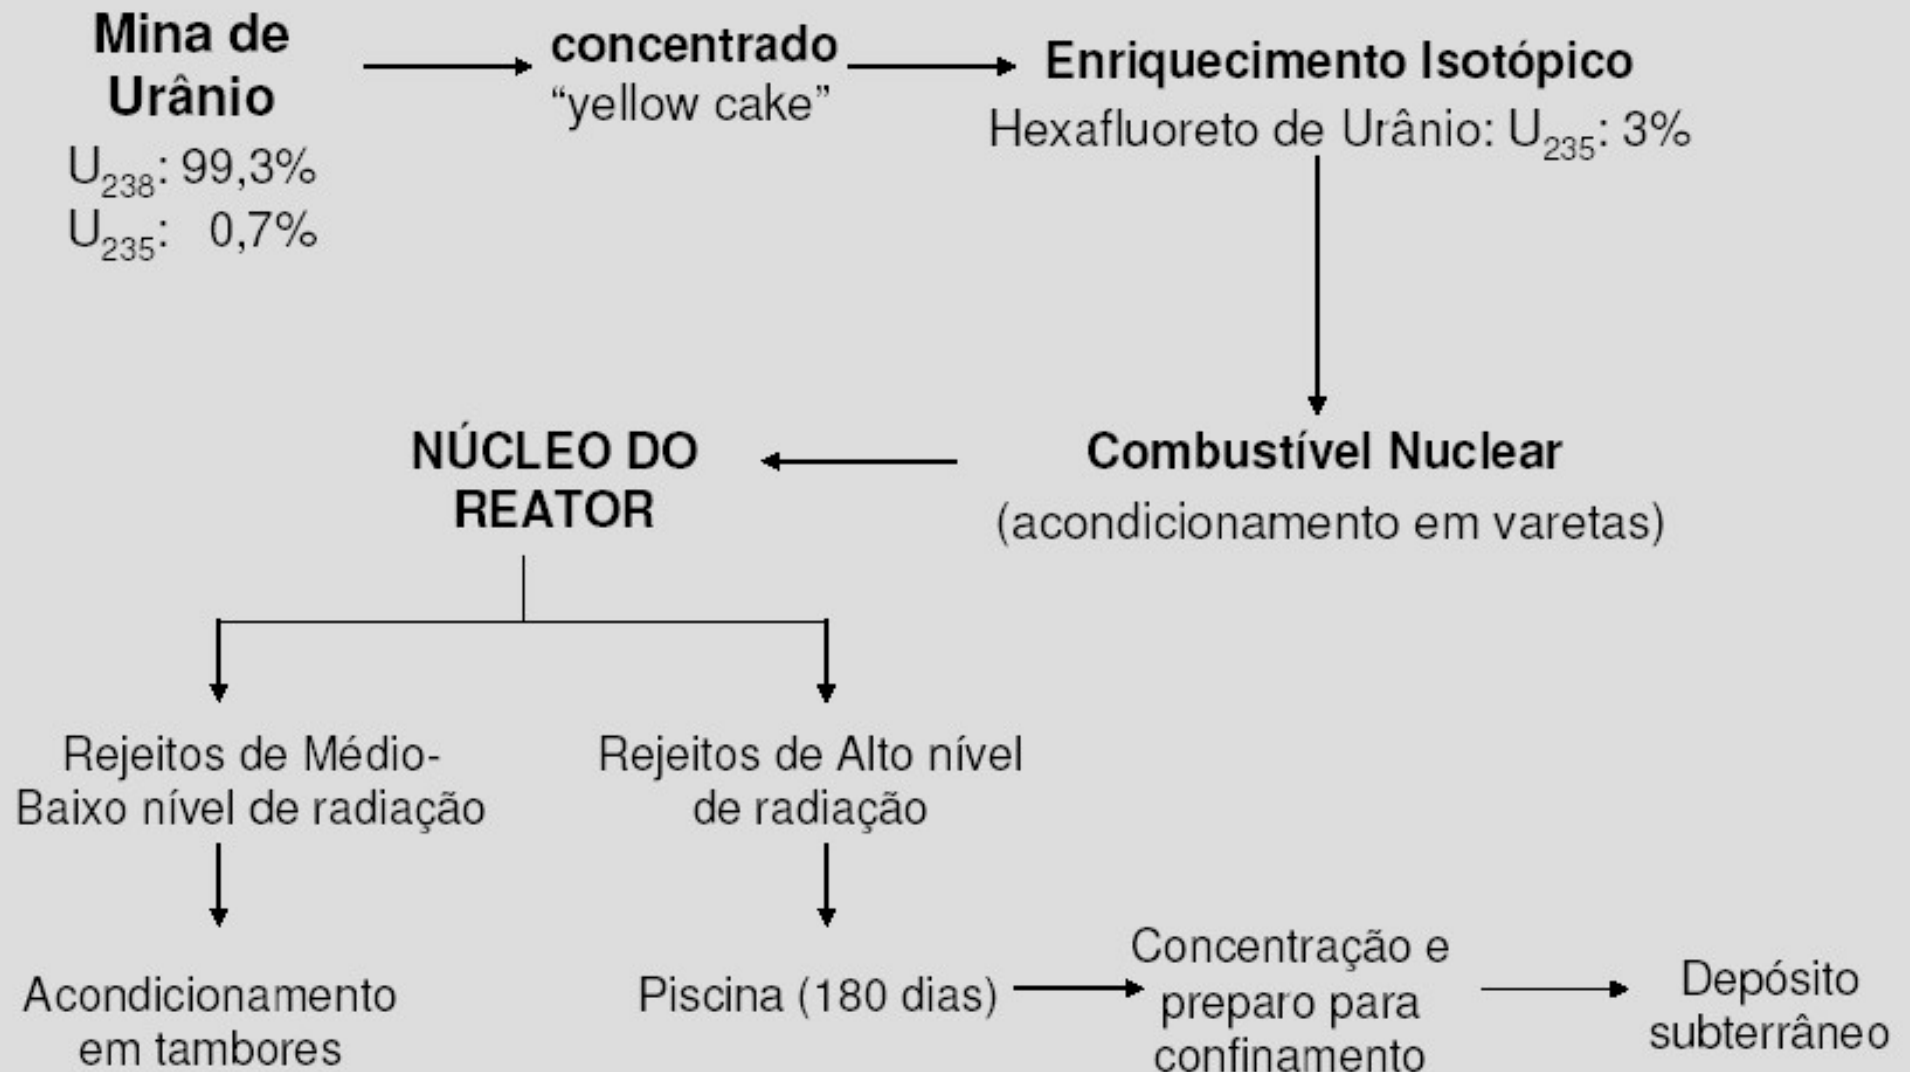 Mina de
Urânio
U238: 99,3%
U235: 0,7%
concentrado
“yellow cake”
Enriquecimento Isotópico
Hexafluoreto de Urânio: U235: 3%
Combustível Nuclear
(acondicionamento em varetas)
NÚCLEO DO
REATOR
Rejeitos de Médio-
Baixo nível de radiação
Rejeitos de Alto nível
de radiação
Acondicionamento
em tambores
Piscina (180 dias)
Concentração e
preparo para
confinamento
Depósito
subterrâneo